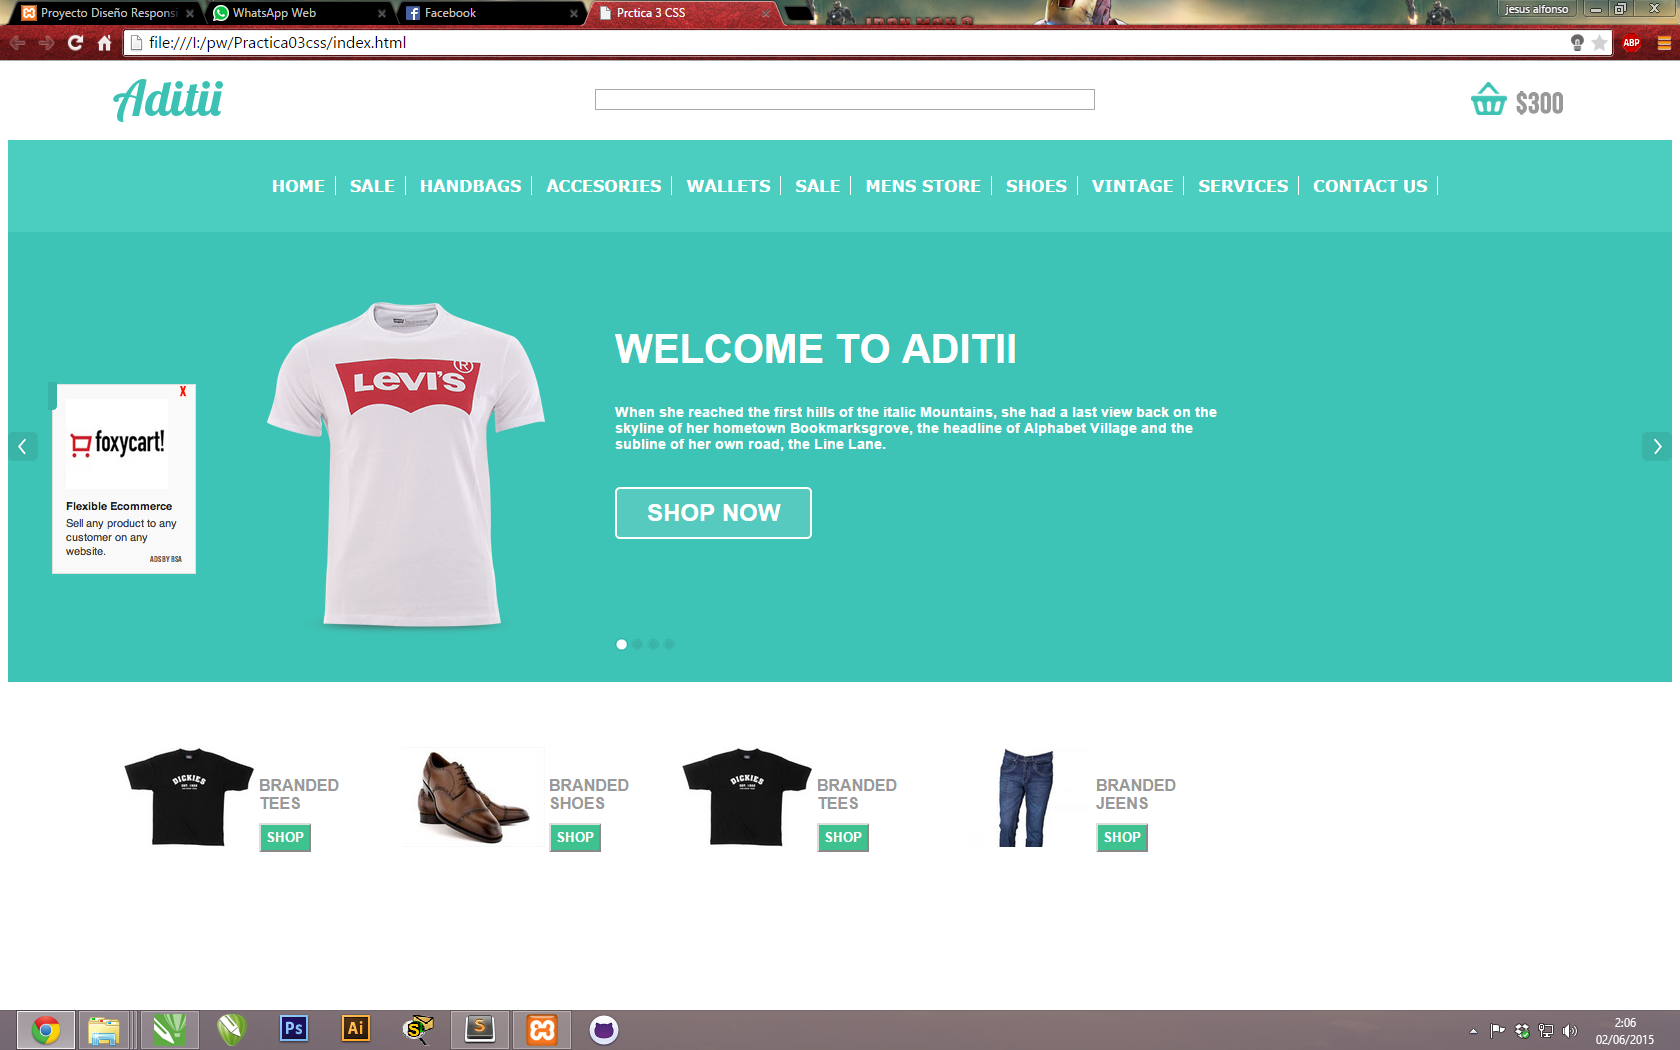 Proyecto Diseño Responsi
WhatsApp Web
Facebook
Prctica 3 CSS
IRON MAN 3
jesus alfonso
file:///I:/pw/Practica03css/index.html
ABP
Aditii
$300
HOME SALE HANDBAGS ACCESORIES WALLETS SALE MENS STORE SHOES VINTAGE SERVICES CONTACT US
LEVI'S ®
WELCOME TO ADITII
When she reached the first hills of the italic Mountains, she had a last view back on the
skyline of her hometown Bookmarksgrove, the headline of Alphabet Village and the
subline of her own road, the Line Lane.
SHOP NOW
X
foxycart!
Flexible Ecommerce
Sell any product to any
customer on any
website.
ADS BY BSA
DICKIES
BRANDED
TEES
SHOP
BRANDED
SHOES
SHOP
DICKIES
BRANDED
TEES
SHOP
BRANDED
JEENS
SHOP
Ps
Ai
S
S
2:06
02/06/2015